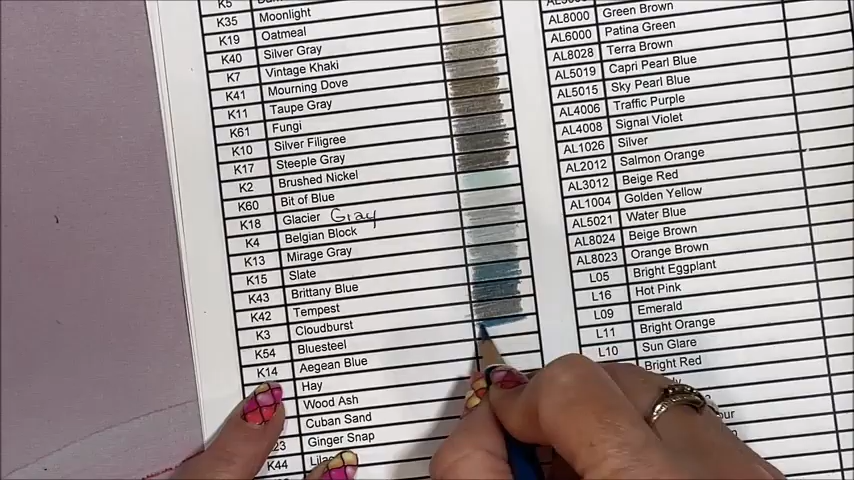 K5
K35 Moonlight
K19 Oatmeal
K40 Silver Gray
K7 Vintage Khaki
K41 Mourning Dove
K11 Taupe Gray
K61 Fungi
K10 Silver Filigree
K17 Steeple Gray
K2 Brushed Nickel
K60 Bit of Blue
K18 Glacier Gray
K4 Belgian Block
K13 Mirage Gray
K15 Slate
K43 Brittany Blue
K42 Tempest
K3 Cloudburst
K54 Bluesteel
K14 Aegean Blue
Hay
Wood Ash
Cuban Sand
23 Ginger Snap
K44
AL8000 Green Brown
AL6000 Patina Green
AL8028 Terra Brown
AL5019 Capri Pearl Blue
AL5015 Sky Pearl Blue
AL4006 Traffic Purple
AL4008 Signal Violet
AL1026 Silver
AL2012 Salmon Orange
AL3012 Beige Red
AL1004 Golden Yellow
AL5021 Water Blue
AL8024 Beige Brown
AL8023 Orange Brown
L05 Bright Eggplant
L16 Hot Pink
L09 Emerald
L11 Bright Orange
L10 Sun Glare
Bright Red